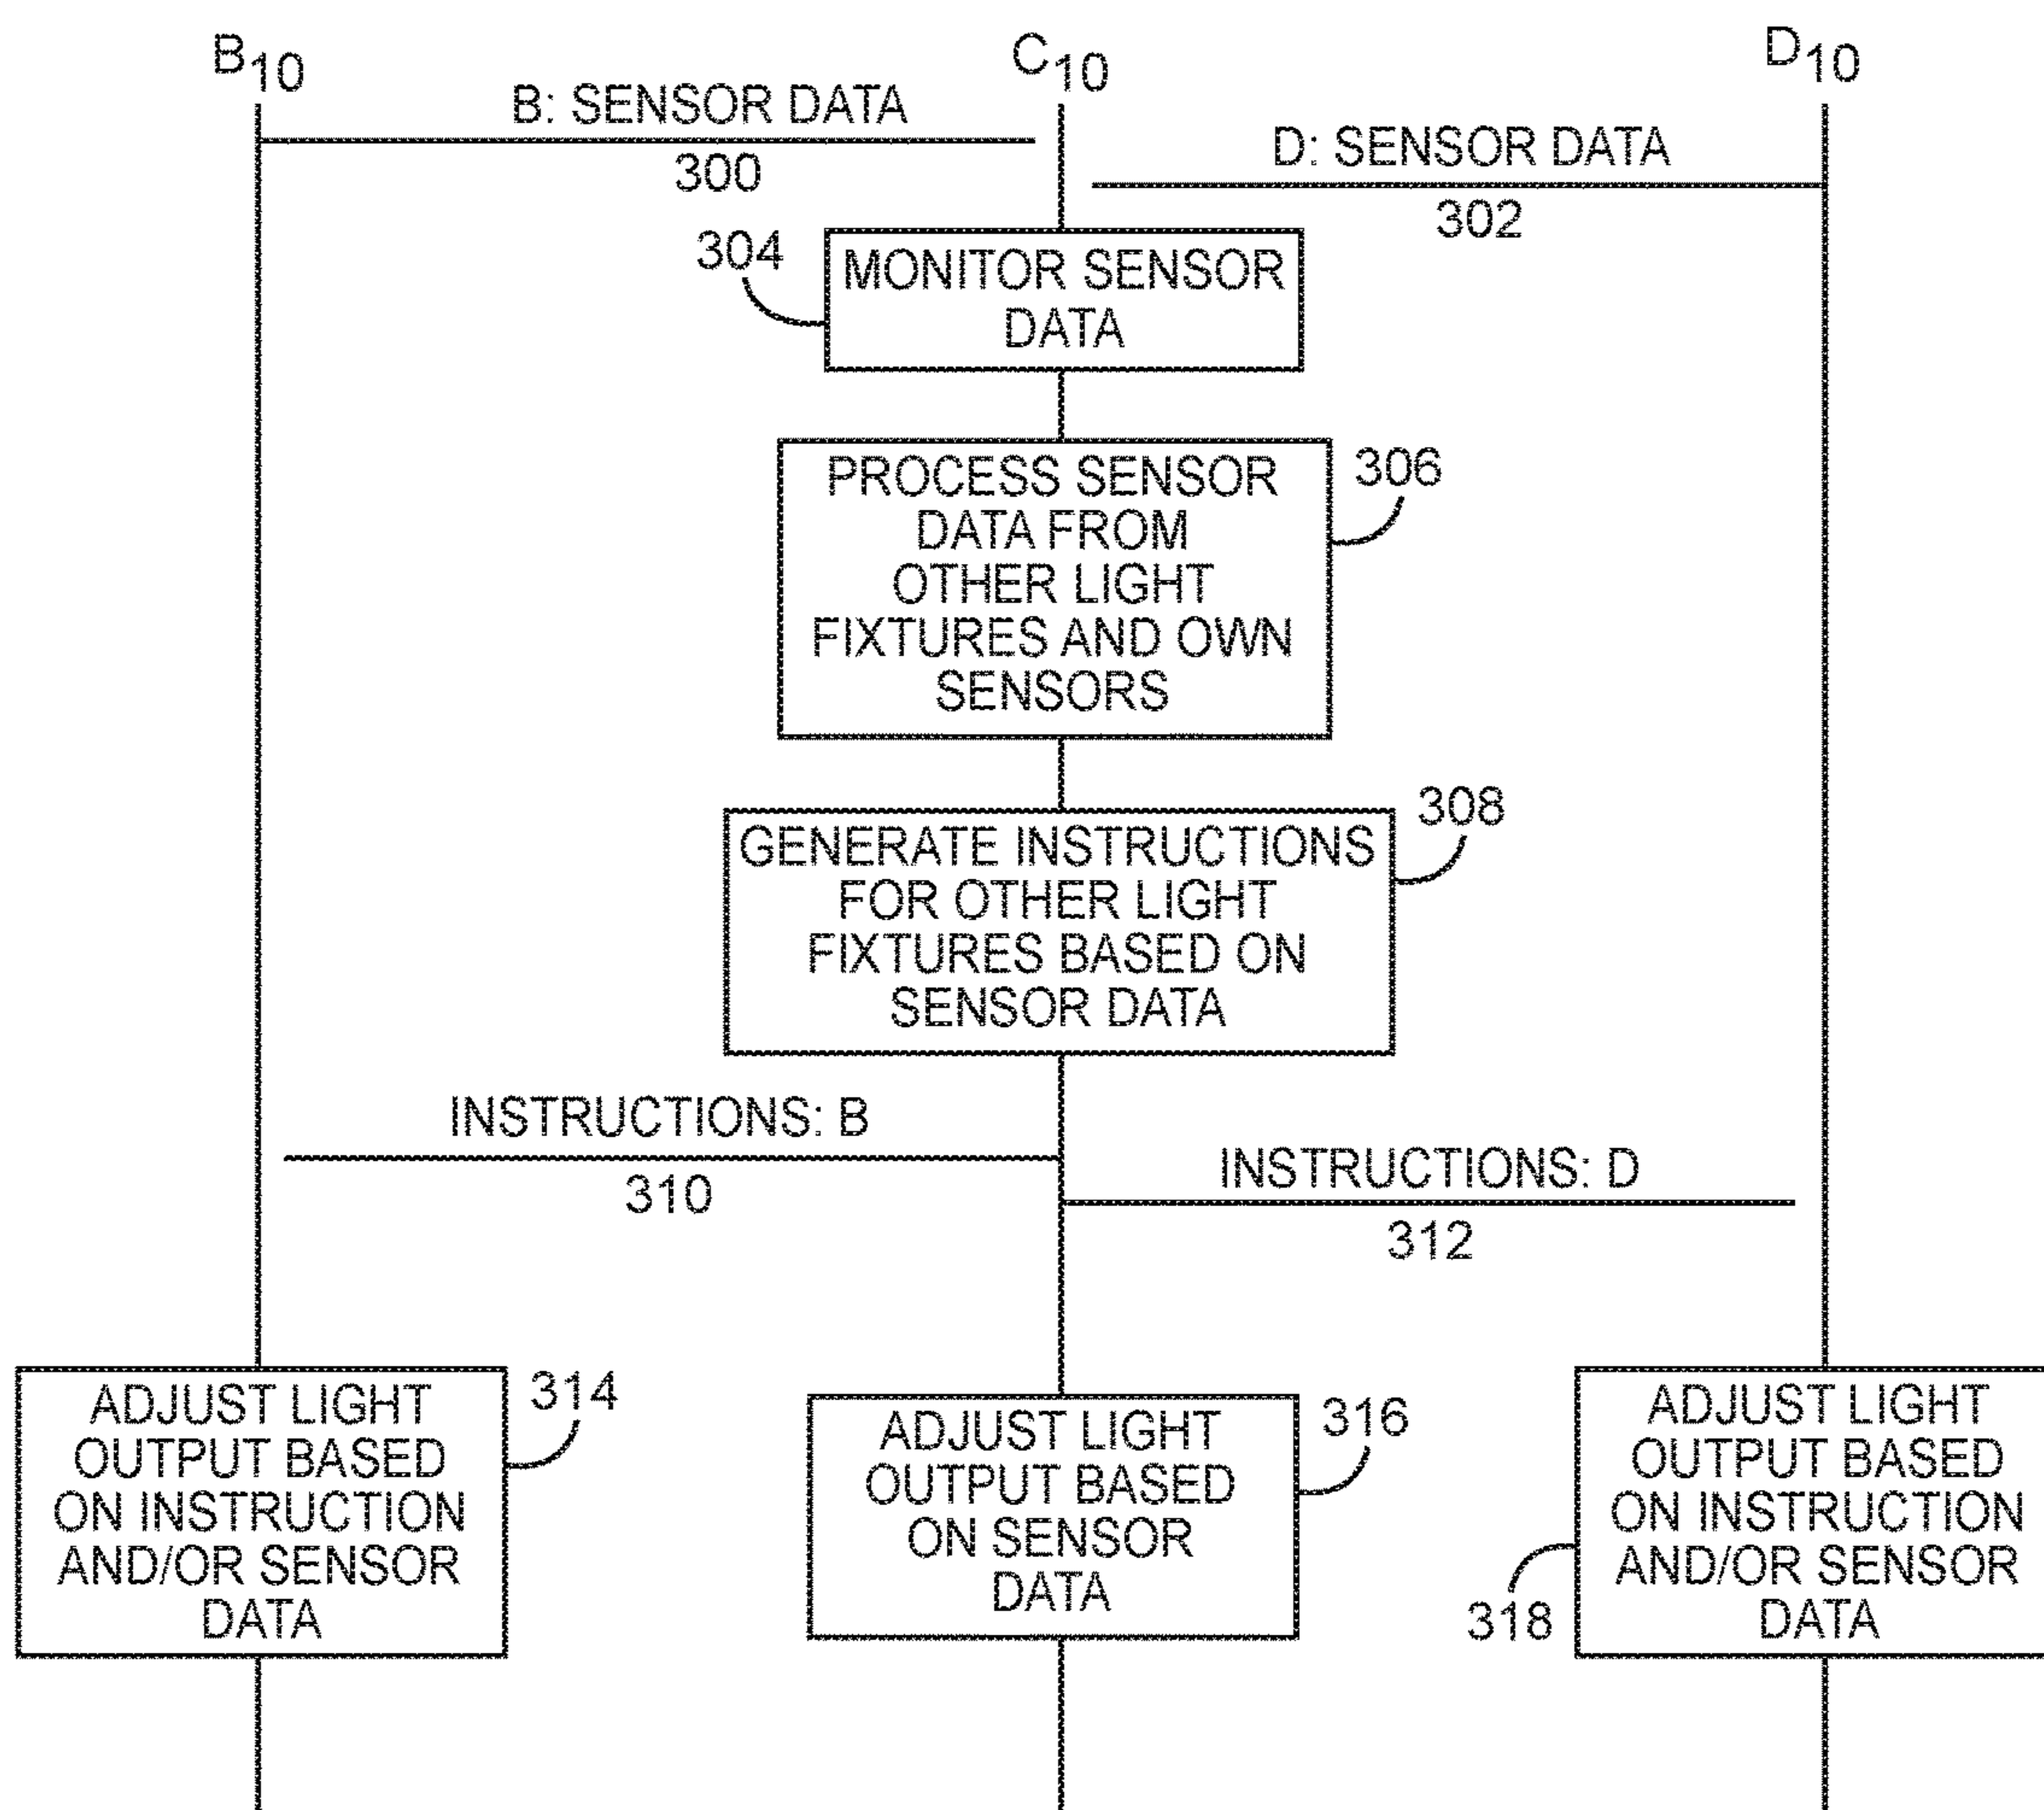 B10
C10
D10
B: SENSOR DATA
300
D: SENSOR DATA
302
304
MONITOR SENSOR
DATA
PROCESS SENSOR
DATA FROM
OTHER LIGHT
FIXTURES AND OWN
SENSORS
306
GENERATE INSTRUCTIONS
FOR OTHER LIGHT
FIXTURES BASED ON
SENSOR DATA
308
INSTRUCTIONS: B
310
INSTRUCTIONS: D
312
ADJUST LIGHT
OUTPUT BASED
ON INSTRUCTION
AND/OR SENSOR
DATA
314
ADJUST LIGHT
OUTPUT BASED
ON SENSOR
DATA
316
ADJUST LIGHT
OUTPUT BASED
ON INSTRUCTION
AND/OR SENSOR
DATA
318